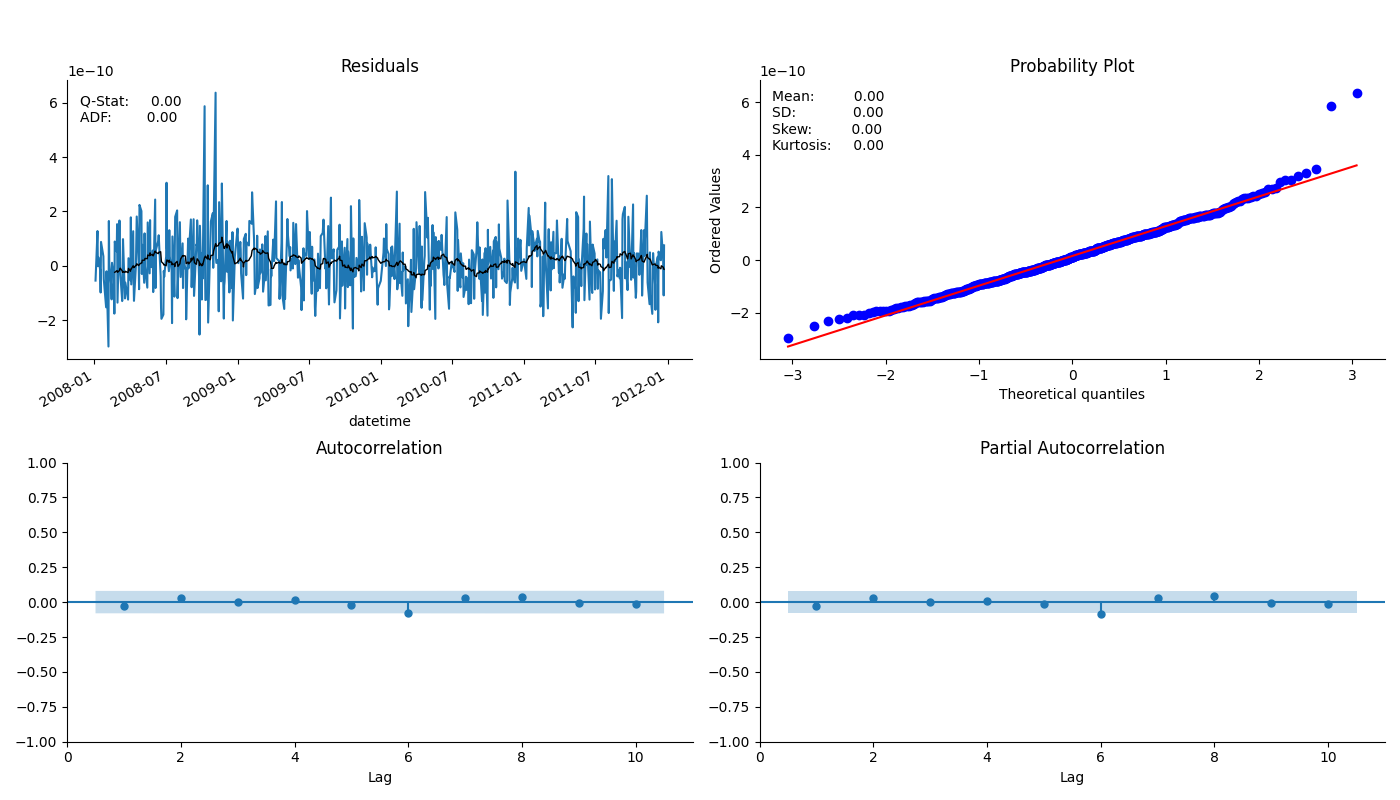 Residuals
1e−10
Q-Stat: 0.00
ADF: 0.00
6
4
2
0
−2
2008-01 2008-07 2009-01 2009-07 2010-01 2010-07 2011-01 2011-07 2012-01
datetime
Probability Plot
1e−10
Mean: 0.00
SD: 0.00
Skew: 0.00
Kurtosis: 0.00
Ordered Values
6
4
2
0
−2
−3 −2 −1 0 1 2 3
Theoretical quantiles
Autocorrelation
1.00
0.75
0.50
0.25
0.00
−0.25
−0.50
−0.75
−1.00
0 2 4 6 8 10
Lag
Partial Autocorrelation
1.00
0.75
0.50
0.25
0.00
−0.25
−0.50
−0.75
−1.00
0 2 4 6 8 10
Lag